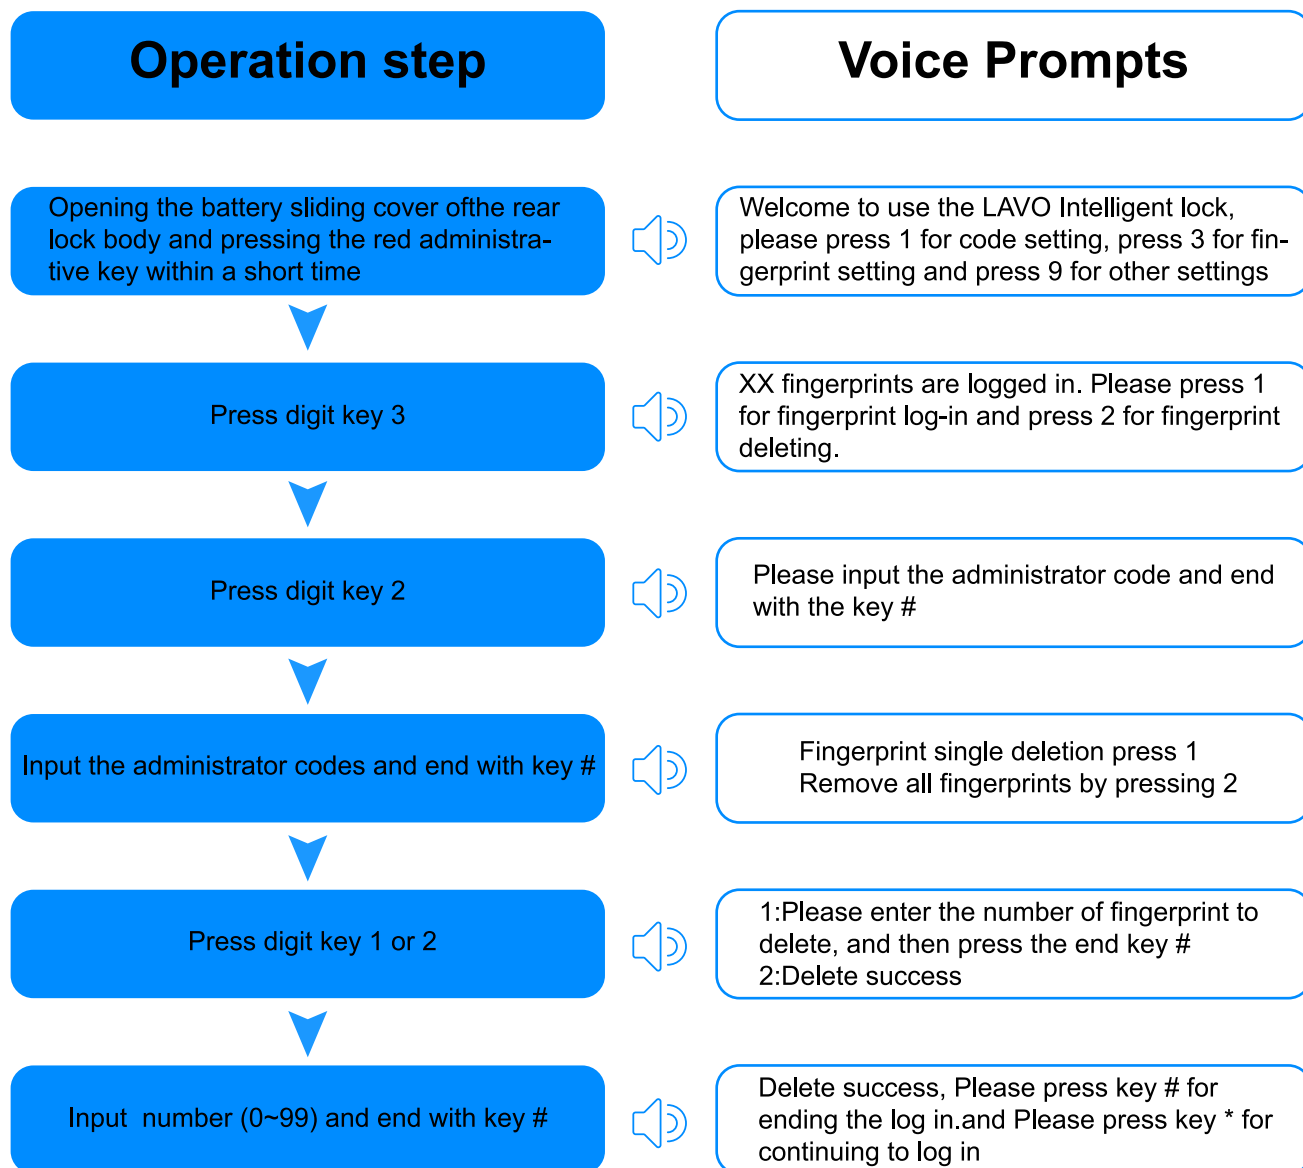 Operation step
Voice Prompts
Opening the battery sliding cover ofthe rear
lock body and pressing the red administra-
tive key within a short time
Welcome to use the LAVO Intelligent lock,
please press 1 for code setting, press 3 for fin-
gerprint setting and press 9 for other settings
Press digit key 3
XX fingerprints are logged in. Please press 1
for fingerprint log-in and press 2 for fingerprint
deleting.
Press digit key 2
Please input the administrator code and end
with the key #
Input the administrator codes and end with key #
Fingerprint single deletion press 1
Remove all fingerprints by pressing 2
Press digit key 1 or 2
1:Please enter the number of fingerprint to
delete, and then press the end key #
2:Delete success
Input  number (0~99) and end with key #
Delete success, Please press key # for
ending the log in.and Please press key * for
continuing to log in